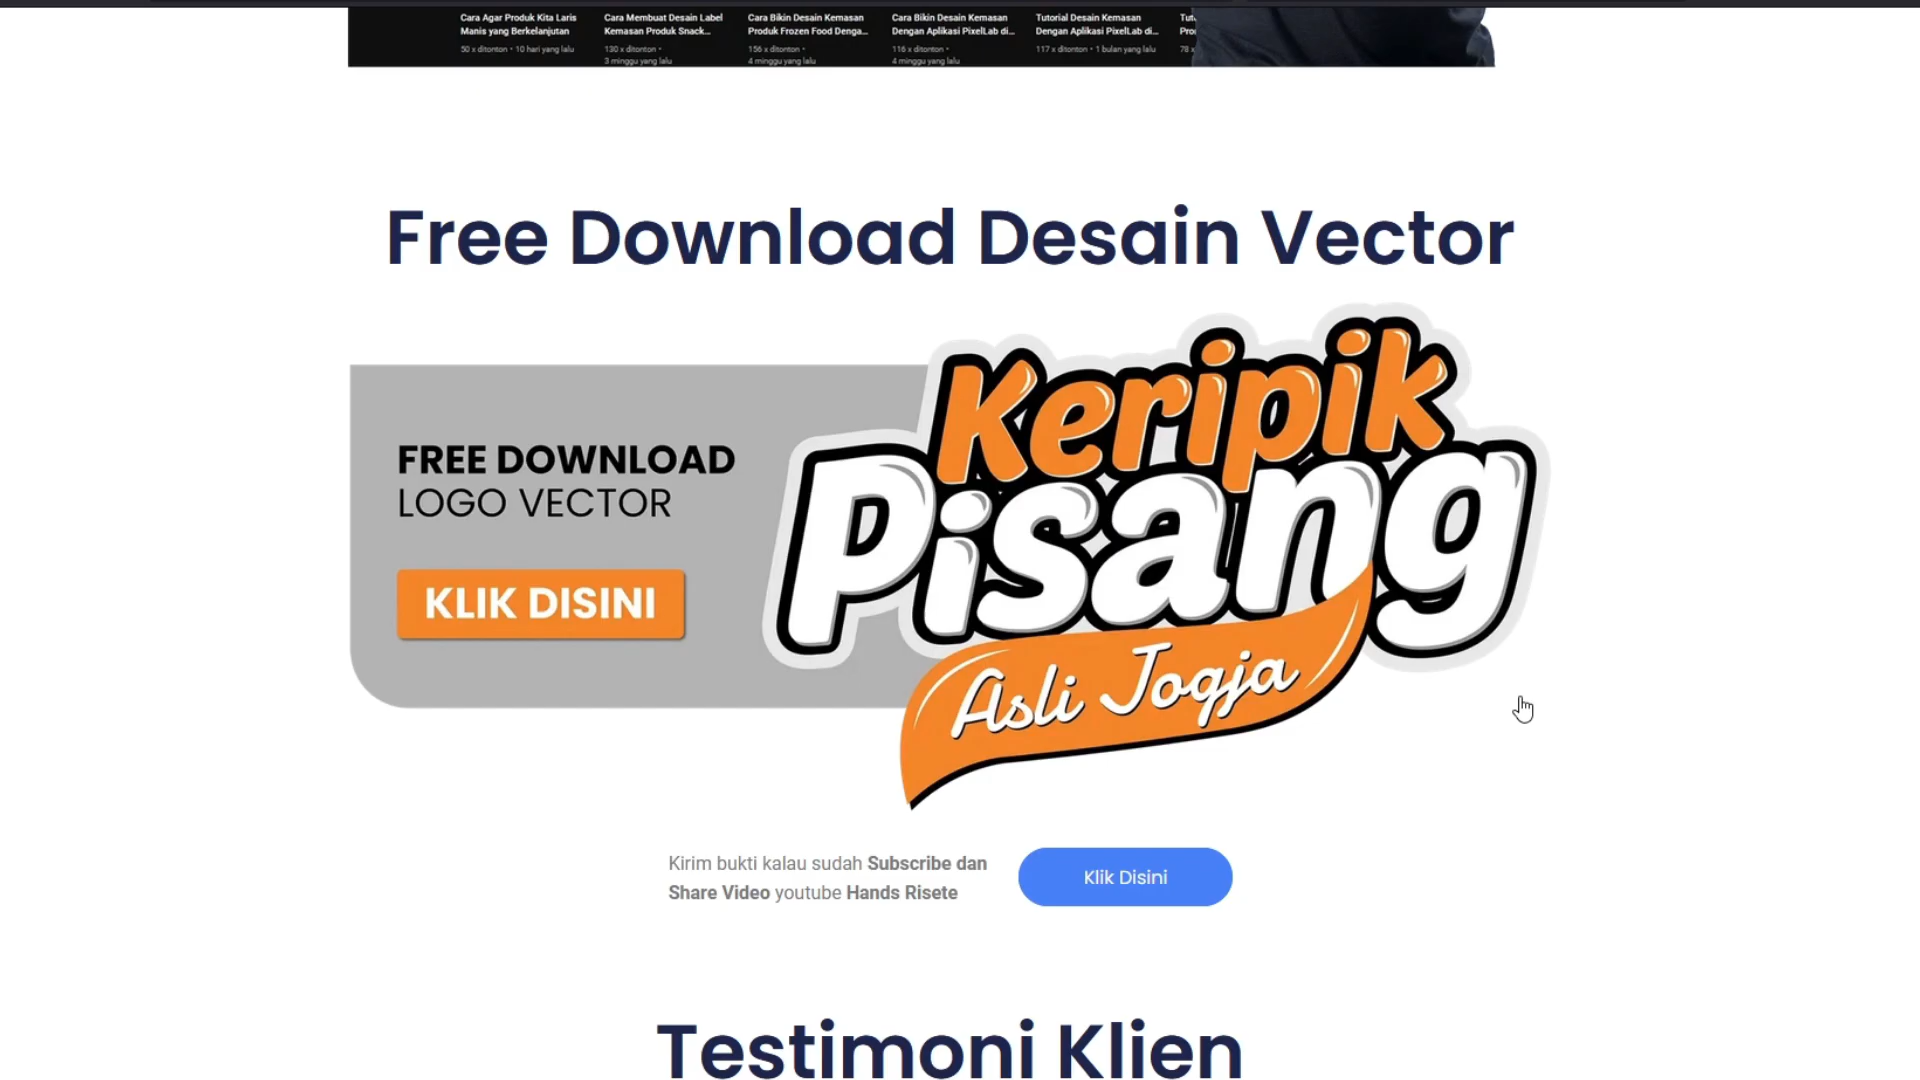 Cara Agar Produk Kita Laris
Manis yang Berkelanjutan
50 x ditonton • 10 hari yang lalu
Cara Membuat Desain Label
Kemasan Produk Snack...
130 x ditonton •
3 minggu yang lalu
Cara Bikin Desain Kemasan
Produk Frozen Food Denga...
156 x ditonton •
4 minggu yang lalu
Cara Bikin Desain Kemasan
Dengan Aplikasi PixelLab di...
116 x ditonton •
4 minggu yang lalu
Tutorial Desain Kemasan
Dengan Aplikasi PixelLab di...
117 x ditonton • 1 bulan yang lalu
78 x
Free Download Desain Vector
FREE DOWNLOAD
LOGO VECTOR
KLIK DISINI
Keripik
Pisang
Asli Jogja
Kirim bukti kalau sudah Subscribe dan
Share Video youtube Hands Risete
Klik Disini
Testimoni Klien